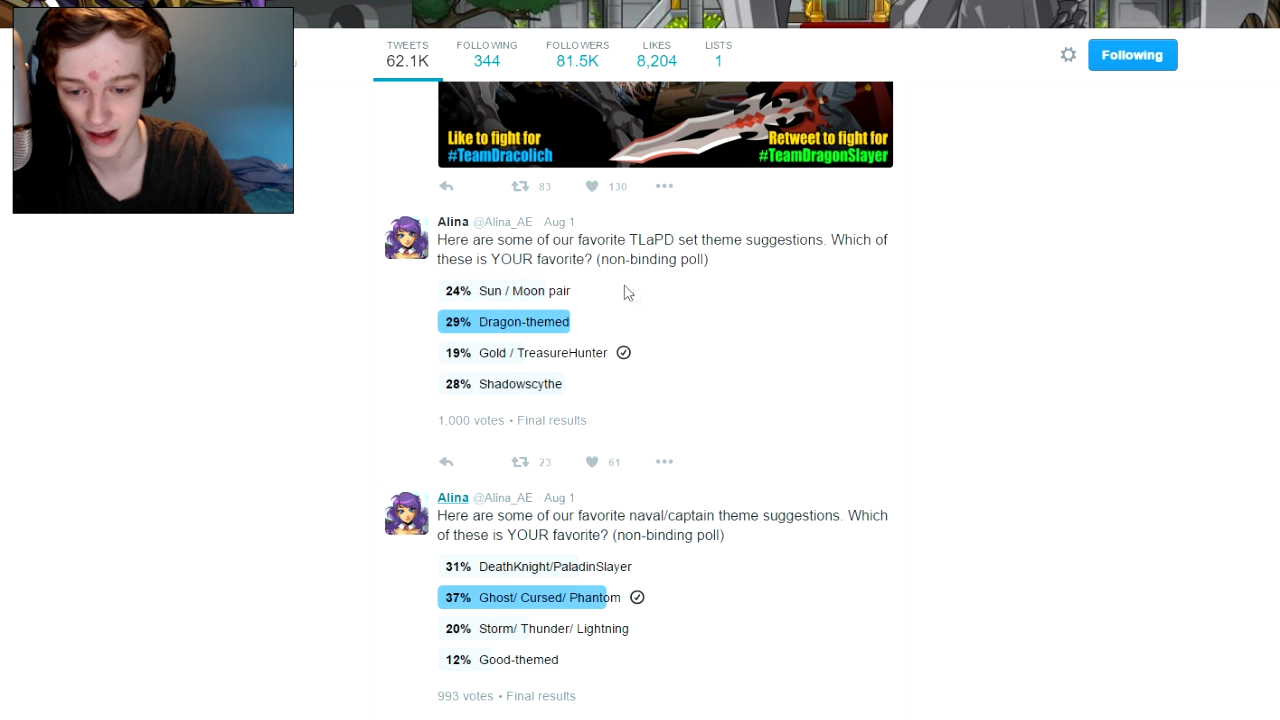 TWEETS FOLLOWING FOLLOWERS LIKES LISTS
62.1K 344 81.5K 8,204 1
Following
Like to fight for Retweet to fight for
#TeamDracolich #TeamDragonSlayer
83 130
Alina @Alina_AE Aug 1
Here are some of our favorite TLaPD set theme suggestions. Which of
these is YOUR favorite? (non-binding poll)
24% Sun / Moon pair
29% Dragon-themed
19% Gold / TreasureHunter
28% Shadowscythe
1,000 votes • Final results
23 61
Alina @Alina_AE · Aug 1
Here are some of our favorite naval/captain theme suggestions. Which
of these is YOUR favorite? (non-binding poll)
31% DeathKnight/PaladinSlayer
37% Ghost/ Cursed/ Phantom
20% Storm/ Thunder/ Lightning
12% Good-themed
993 votes • Final results